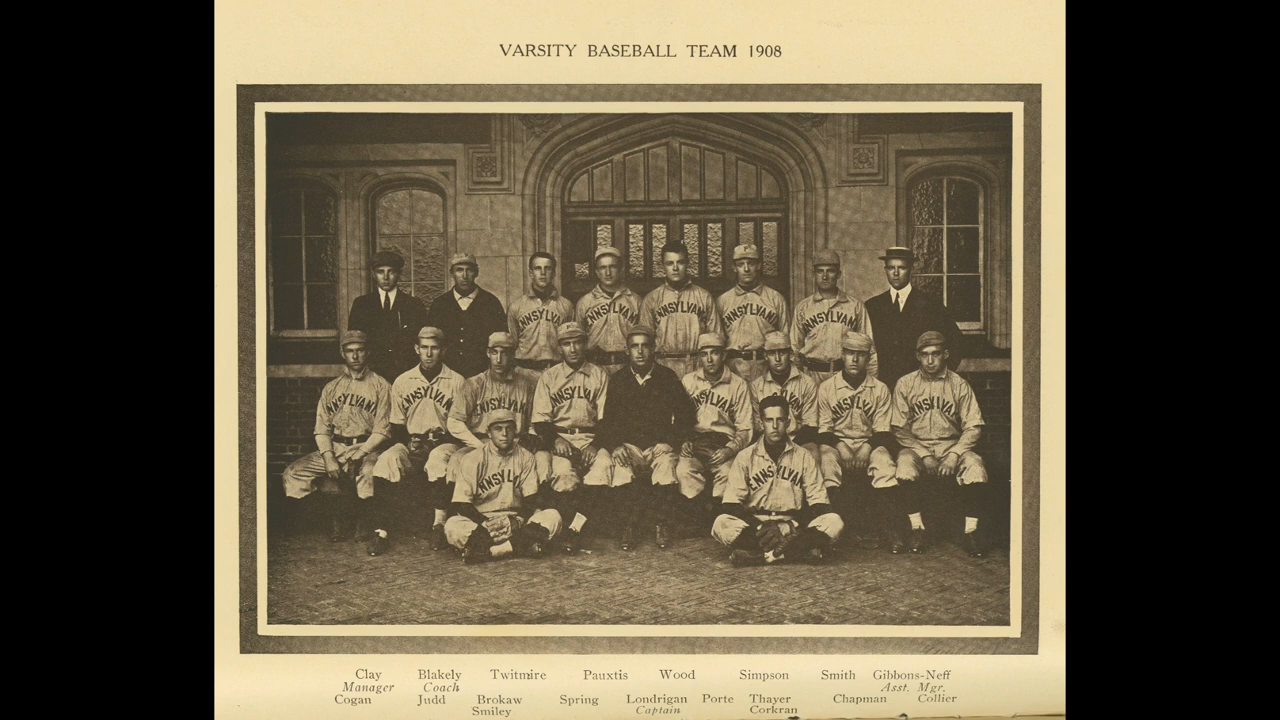 VARSITY BASEBALL TEAM 1908
PENNSYLVANIA
Clay Blakely Twitmire Pauxtis Wood Simpson Smith Gibbons-Neff
Manager Coach Asst. Mgr.
Cogan Judd Brokaw Spring Londrigan Porte Thayer Chapman Collier
Smiley Captain Corkran